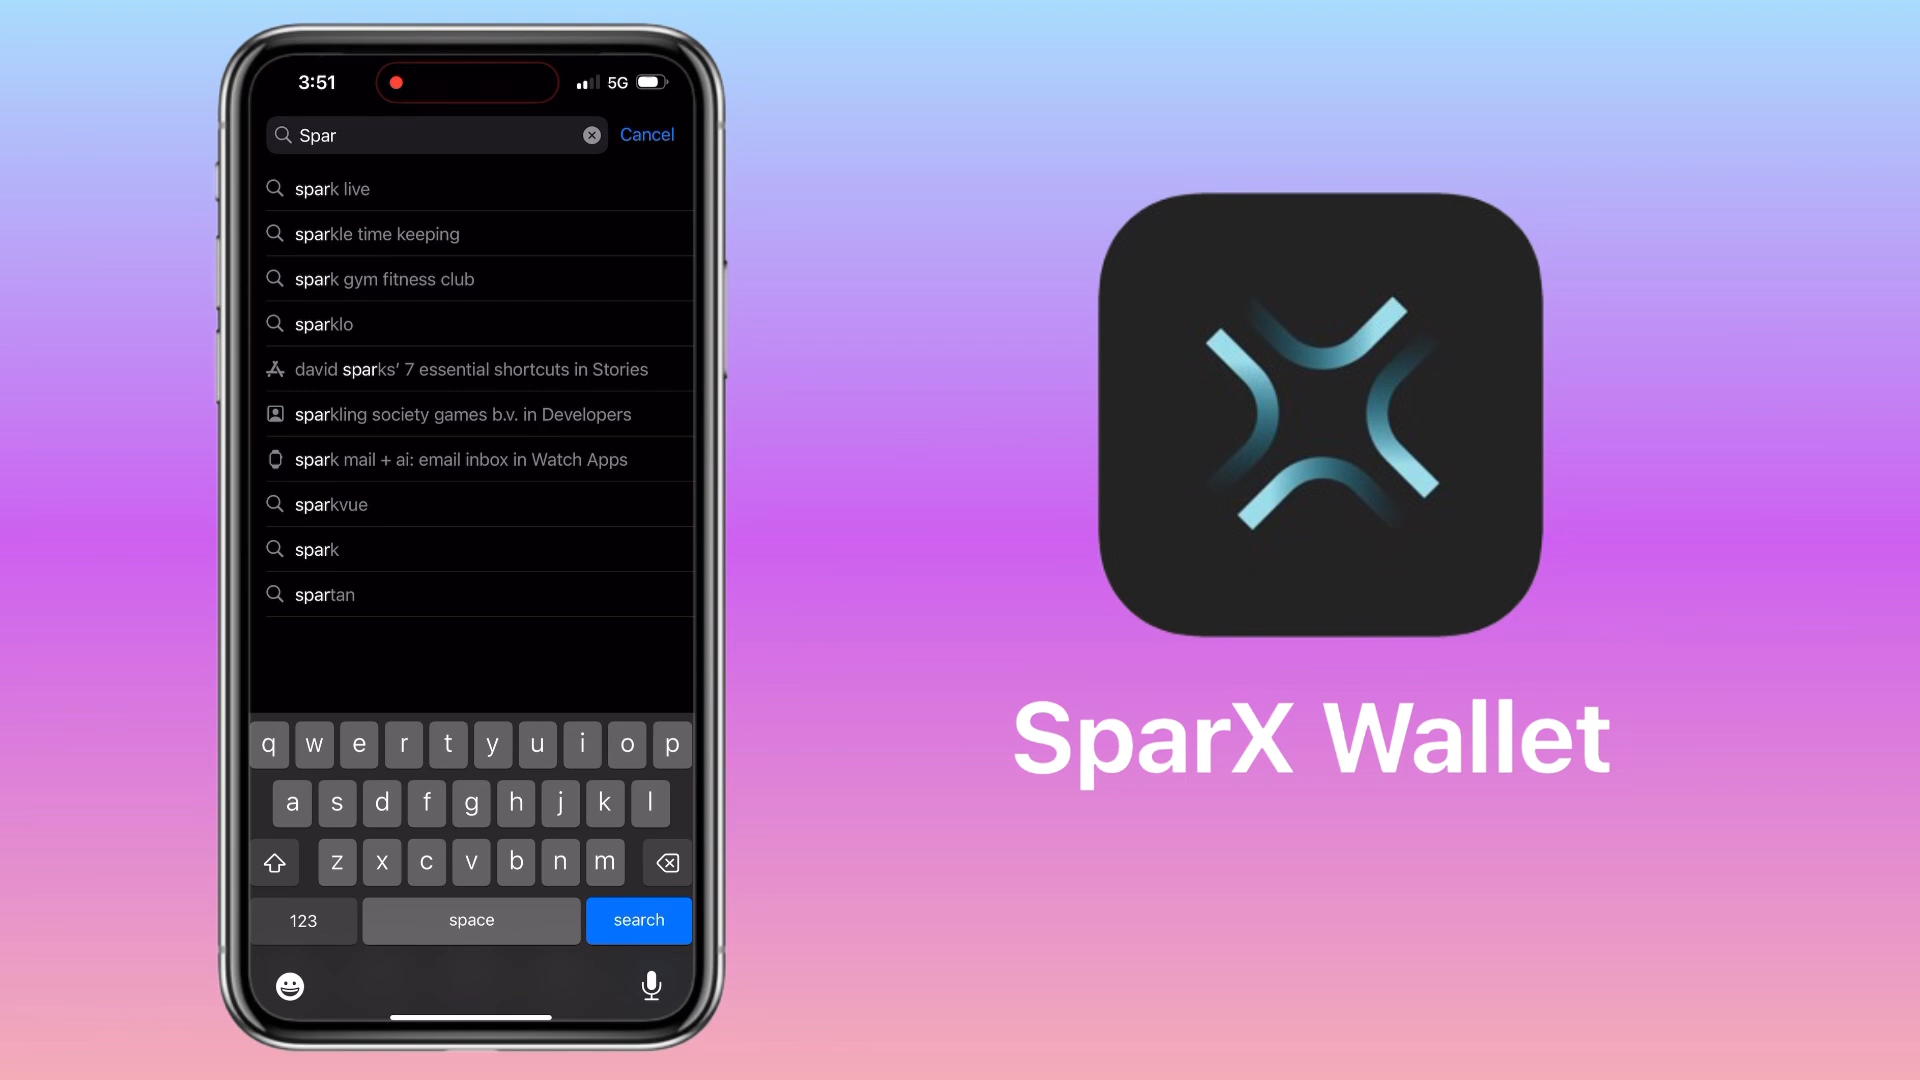 3:51
5G
Spar
Cancel
spark live
sparkle time keeping
spark gym fitness club
sparklo
david sparks’ 7 essential shortcuts in Stories
sparkling society games b.v. in Developers
spark mail + ai: email inbox in Watch Apps
sparkvue
spark
spartan
q w e r t y u i o p
a s d f g h j k l
z x c v b n m
123 space search
SparX Wallet